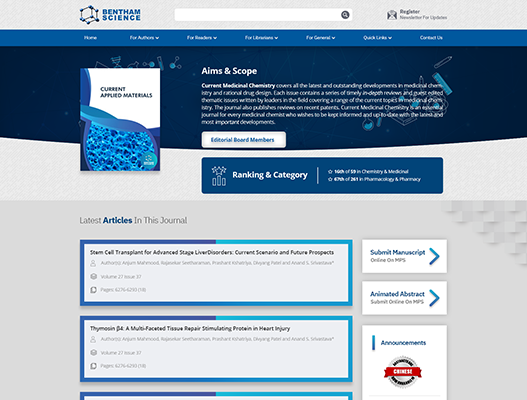 BENTHAM
SCIENCE
Register
Newsletter For Updates
Home
For Authors
For Readers
For Librarians
For General
Quick Links
Contact Us
CURRENT
APPLIED MATERIALS
Aims & Scope
Current Medicinal Chemistry covers all the latest and outstanding developments in medicinal chem-
istry and rational drug design. Each issue contains a series of timely in-depth reviews and guest edited
thematic issues written by leaders in the field covering a range of the current topics in medicinal chem-
istry. The journal also publishes reviews on recent patents. Current Medicinal Chemistry is an essential
journal for every medicinal chemist who wishes to be kept informed and up-to-date with the latest and
most important developments.
Editorial Board Members
Ranking & Category
16th of 59 in Chemistry & Medicinal
67th of 261 in Pharmacology & Pharmacy
Latest Articles In This Journal
Stem Cell Transplant for Advanced Stage LiverDisorders: Current Scenario and Future Prospects
Author(s): Anjum Mahmood, Rajasekar Seetharaman, Prashant Kshatriya, Divyang Patel and Anand S. Srivastava*
Volume 27 Issue 37
Pages: 6276-6293 (18)
Thymosin β4: A Multi-Faceted Tissue Repair Stimulating Protein in Heart Injury
Author(s): Anjum Mahmood, Rajasekar Seetharaman, Prashant Kshatriya, Divyang Patel and Anand S. Srivastava*
Volume 27 Issue 37
Pages: 6276-6293 (18)
Submit Manuscript
Online On MPS
Animated Abstract
Submit Online On MPS
Announcements
CHINESE